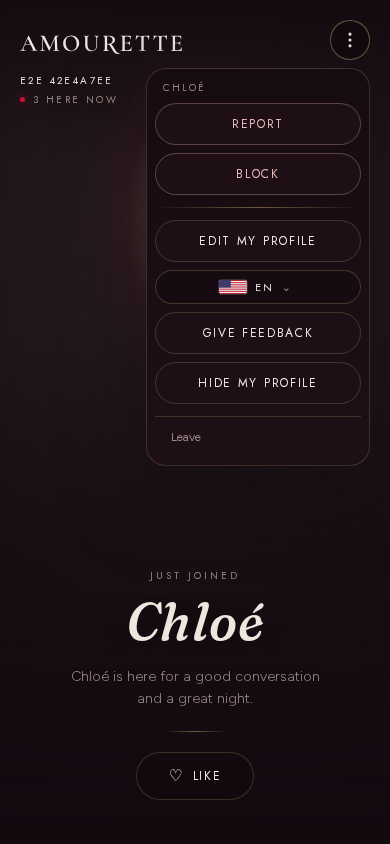 AMOURETTE
E2E 42E4A7EE
3 HERE NOW
CHLOÉ
REPORT
BLOCK
EDIT MY PROFILE
EN
GIVE FEEDBACK
HIDE MY PROFILE
Leave
JUST JOINED
Chloé
Chloé is here for a good conversation
and a great night.
♡ LIKE